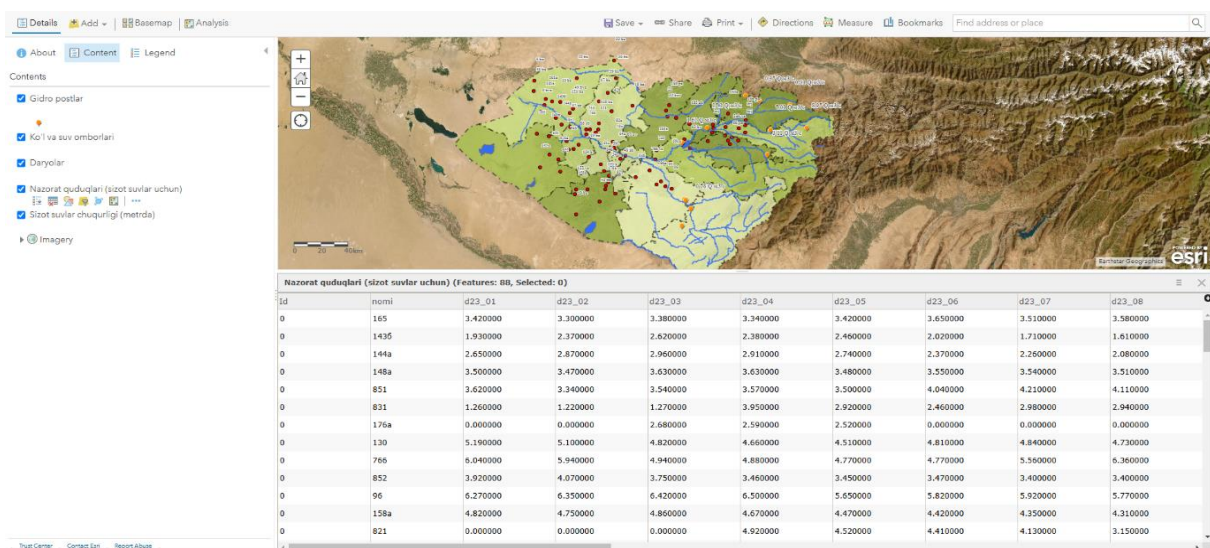 Details Add Basemap Analysis Save Share Print Directions Measure Bookmarks Find address or place
About Content Legend
Contents
Gidro postlar
Ko'l va suv omborlari
Daryolar
Nazorat quduqlari (sizot suvlar uchun)
Sizot suvlar chuqurligi (metrda)
Imagery
Trust Center Contact Esri Report Abuse
0 20 40km
Earthstar Geographics
POWERED BY
esri
Nazorat quduqlari (sizot suvlar uchun) (Features: 88, Selected: 0)
Id nomi d23_01 d23_02 d23_03 d23_04 d23_05 d23_06 d23_07 d23_08
0 165 3.420000 3.300000 3.380000 3.340000 3.420000 3.650000 3.510000 3.580000
0 143б 1.930000 2.370000 2.620000 2.380000 2.460000 2.020000 1.710000 1.610000
0 144a 2.650000 2.870000 2.960000 2.910000 2.740000 2.370000 2.260000 2.080000
0 148a 3.500000 3.470000 3.630000 3.630000 3.480000 3.550000 3.540000 3.510000
0 851 3.620000 3.340000 3.540000 3.570000 3.500000 4.040000 4.210000 4.110000
0 831 1.260000 1.220000 1.270000 3.950000 2.920000 2.460000 2.980000 2.940000
0 176a 0.000000 0.000000 2.680000 2.590000 2.520000 0.000000 0.000000 0.000000
0 130 5.190000 5.100000 4.820000 4.660000 4.510000 4.810000 4.840000 4.730000
0 766 6.040000 5.940000 4.940000 4.880000 4.770000 4.770000 5.560000 6.360000
0 852 3.920000 4.070000 3.750000 3.460000 3.450000 3.470000 3.400000 3.400000
0 96 6.270000 6.350000 6.420000 6.500000 5.650000 5.820000 5.920000 5.770000
0 158a 4.820000 4.750000 4.860000 4.670000 4.470000 4.420000 4.350000 4.310000
0 821 0.000000 0.000000 0.000000 4.920000 4.520000 4.410000 4.130000 3.150000